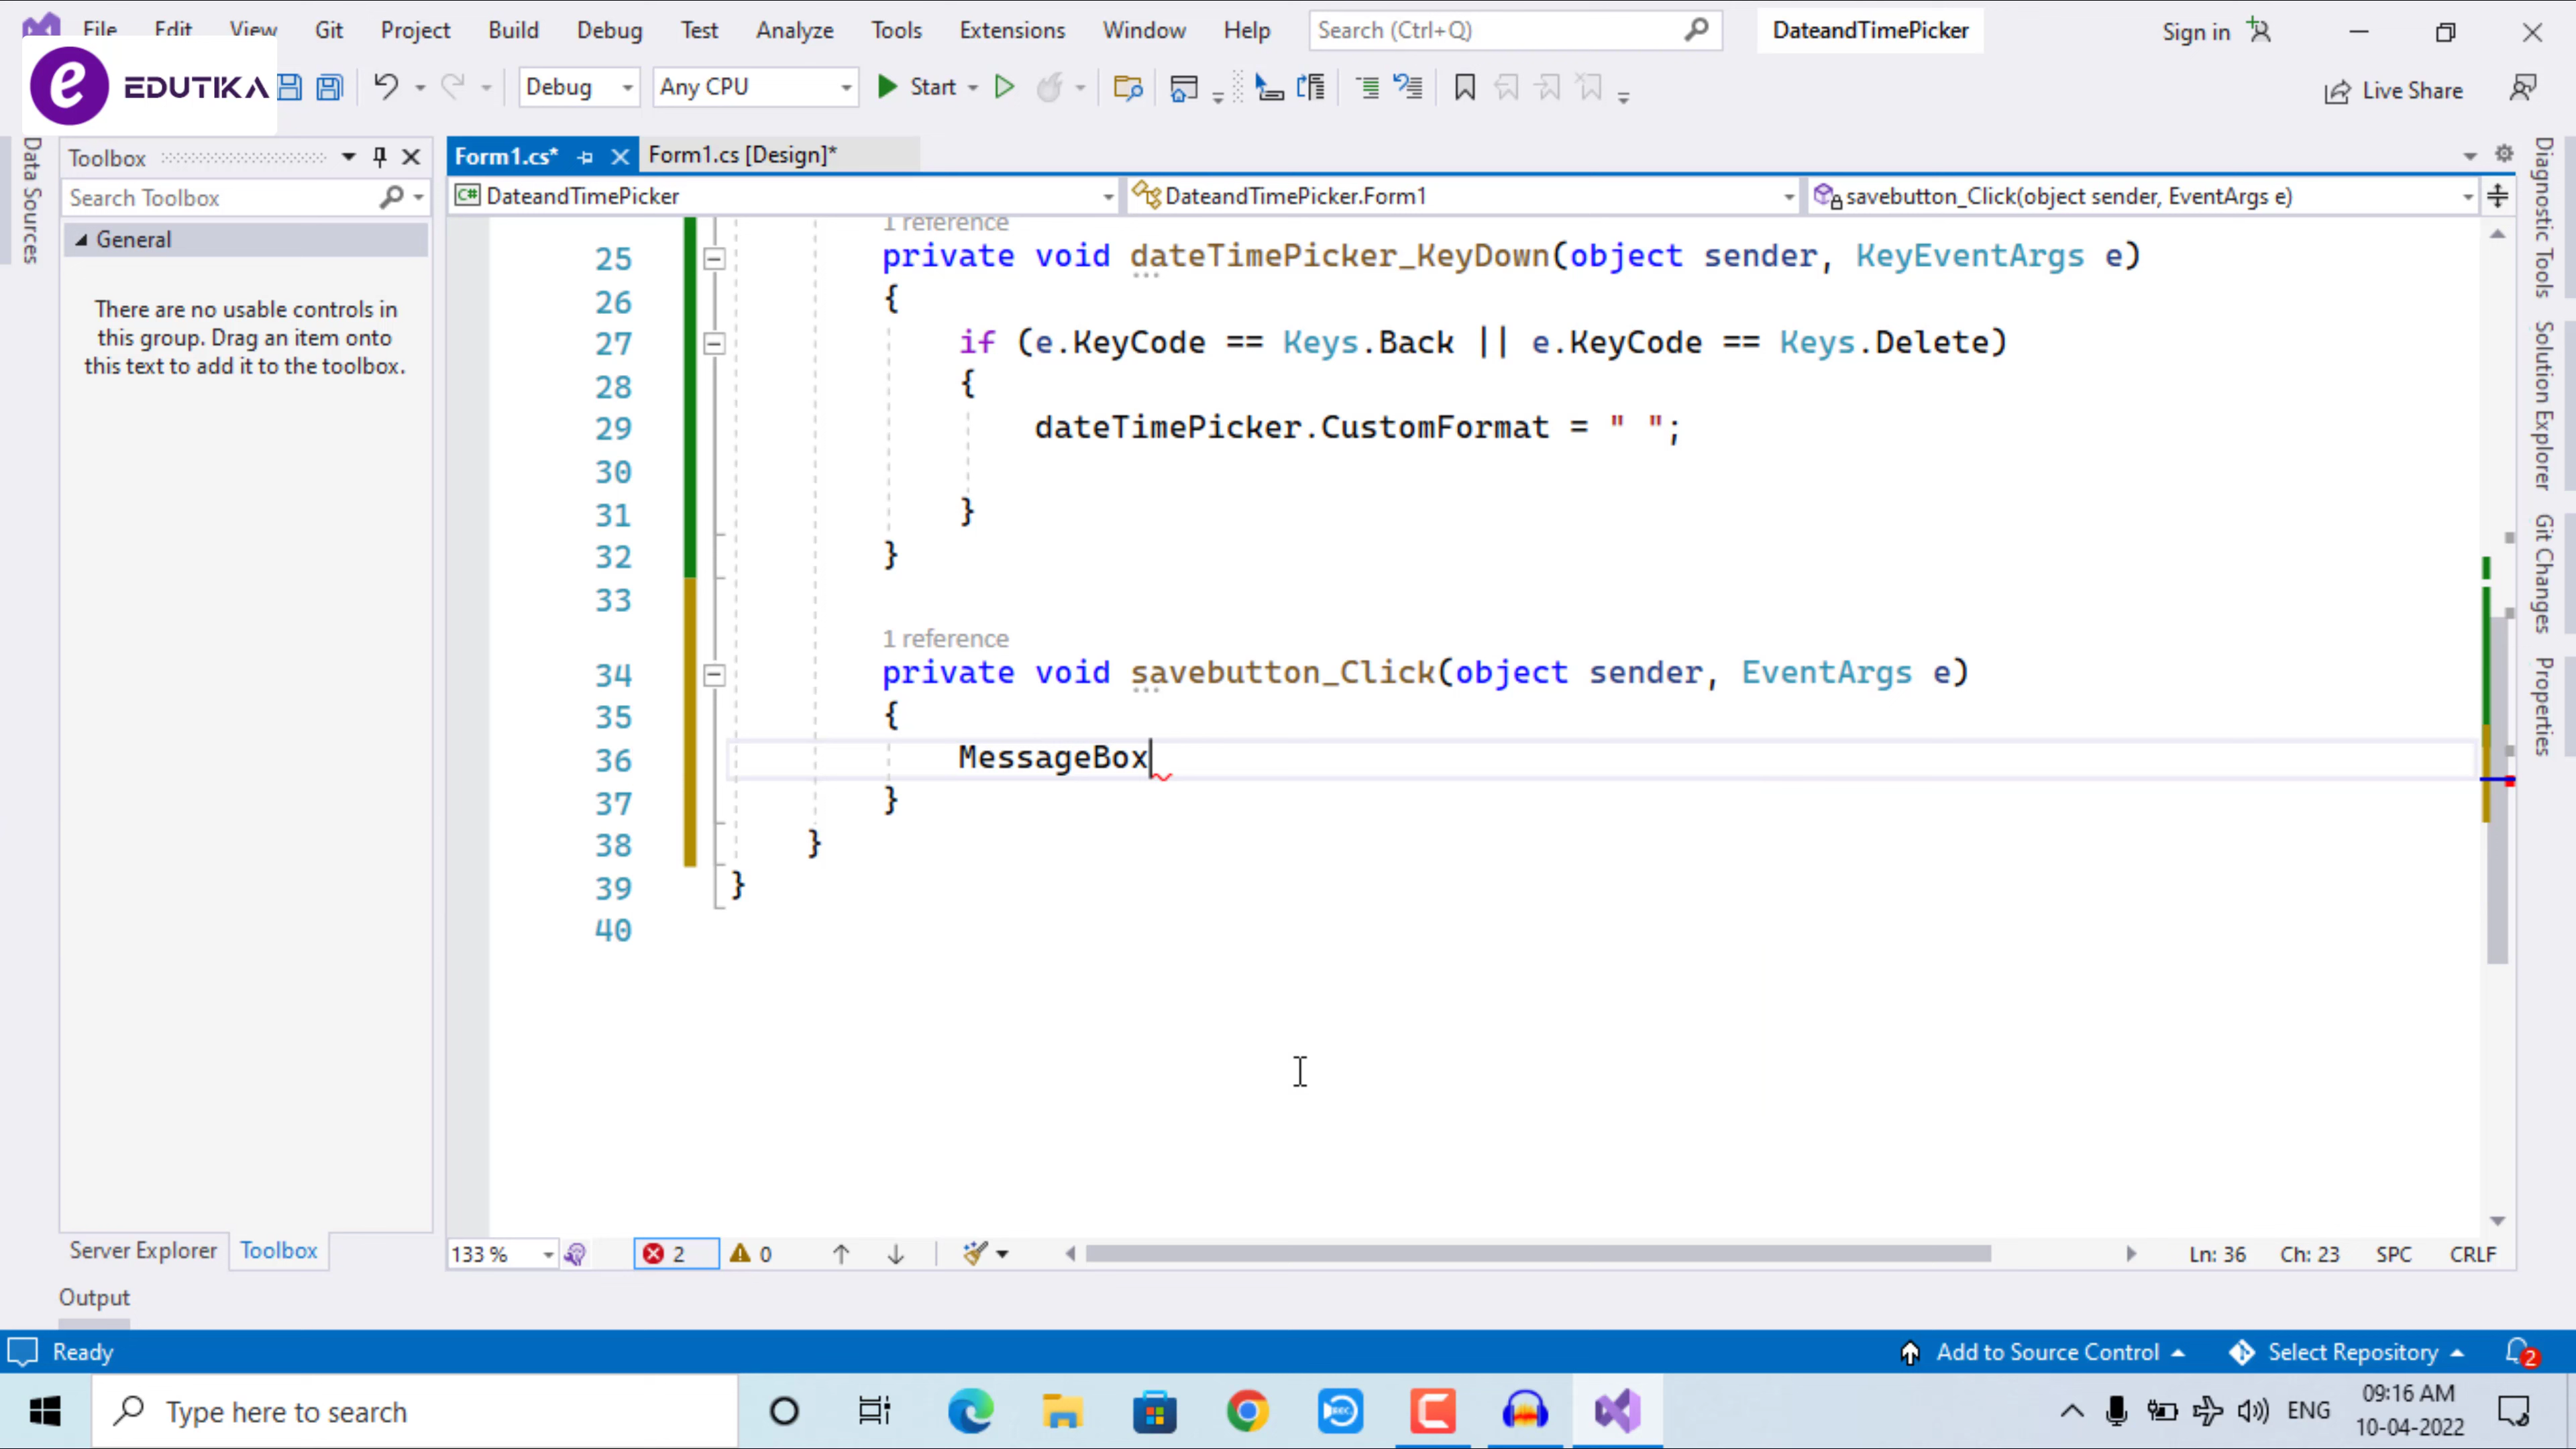 File Edit View Git Project Build Debug Test Analyze Tools Extensions Window Help Search (Ctrl+Q) DateandTimePicker Sign in
e EDUTIKA Debug Any CPU Start Live Share
Data Sources
Toolbox
Search Toolbox
General
There are no usable controls in
this group. Drag an item onto
this text to add it to the toolbox.
Server Explorer Toolbox
Output
Form1.cs* Form1.cs [Design]*
C# DateandTimePicker DateandTimePicker.Form1 savebutton_Click(object sender, EventArgs e)
1 reference
25 private void dateTimePicker_KeyDown(object sender, KeyEventArgs e)
26 {
27 if (e.KeyCode == Keys.Back || e.KeyCode == Keys.Delete)
28 {
29 dateTimePicker.CustomFormat = " ";
30
31 }
32 }
33
1 reference
34 private void savebutton_Click(object sender, EventArgs e)
35 {
36 MessageBox
37 }
38 }
39 }
40
133 % 2 0 Ln: 36 Ch: 23 SPC CRLF
Diagnostic Tools
Solution Explorer
Git Changes
Properties
Ready Add to Source Control Select Repository 2
Type here to search REC ENG 09:16 AM
10-04-2022